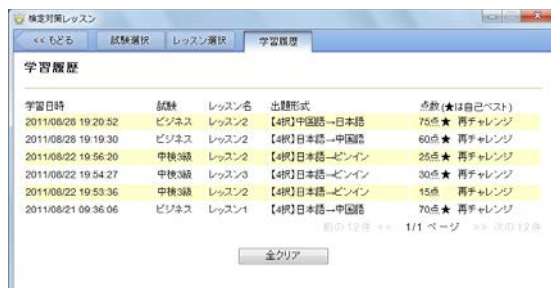 検定対策レッスン
<< もどる 試験選択 レッスン選択 学習履歴
学習履歴
学習日時 試験 レッスン名 出題形式 点数(★は自己ベスト)
2011/08/28 19:20:52 ビジネス レッスン2 【4択】中国語→日本語 75点★ 再チャレンジ
2011/08/28 19:19:30 ビジネス レッスン2 【4択】日本語→中国語 60点★ 再チャレンジ
2011/08/22 19:56:20 中検3級 レッスン2 【4択】日本語→ピンイン 25点★ 再チャレンジ
2011/08/22 19:54:27 中検3級 レッスン3 【4択】日本語→ピンイン 30点★ 再チャレンジ
2011/08/22 19:53:36 中検3級 レッスン2 【4択】日本語→ピンイン 15点 再チャレンジ
2011/08/21 09:36:06 ビジネス レッスン1 【4択】日本語→中国語 70点★ 再チャレンジ
前の12件 << 1/1 ページ >> 次の12件
全クリア